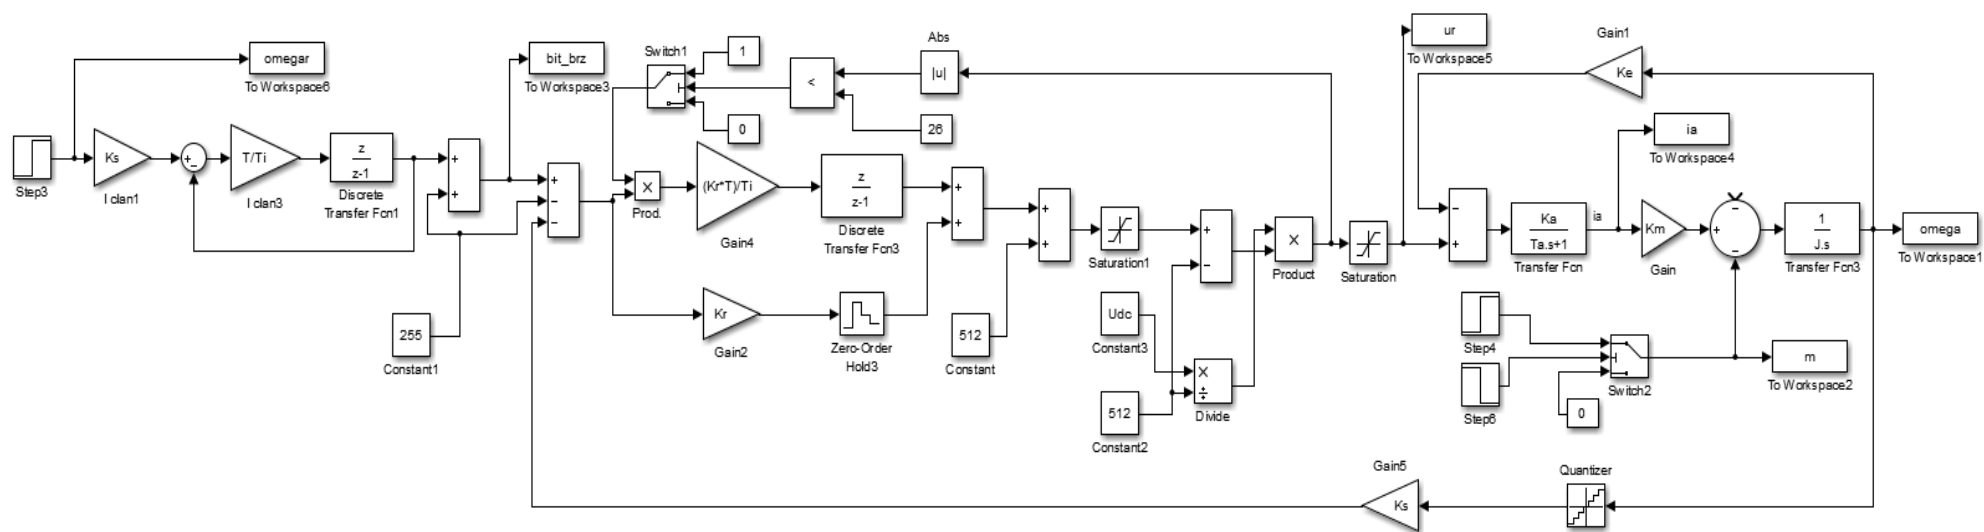 omegar
To Workspace6
Step3
Ks
I clan1
+
−
T/Ti
I clan3
z
z-1
Discrete
Transfer Fcn1
+
+
bit_brz
To Workspace3
255
Constant1
+
−
−
Switch1
1
0
<
Abs
|u|
26
×
Prod.
(Kr*T)/Ti
Gain4
z
z-1
Discrete
Transfer Fcn3
Kr
Gain2
Zero-Order
Hold3
+
+
512
Constant
+
+
Saturation1
+
−
Udc
Constant3
512
Constant2
×
÷
Divide
×
Product
Saturation
ur
To Workspace5
Gain1
Ke
−
+
Ka
Ta.s+1
Transfer Fcn
ia
ia
To Workspace4
Km
Gain
−
+
−
1
J.s
Transfer Fcn3
omega
To Workspace1
Step4
Step6
Switch2
0
m
To Workspace2
Gain5
Ks
Quantizer